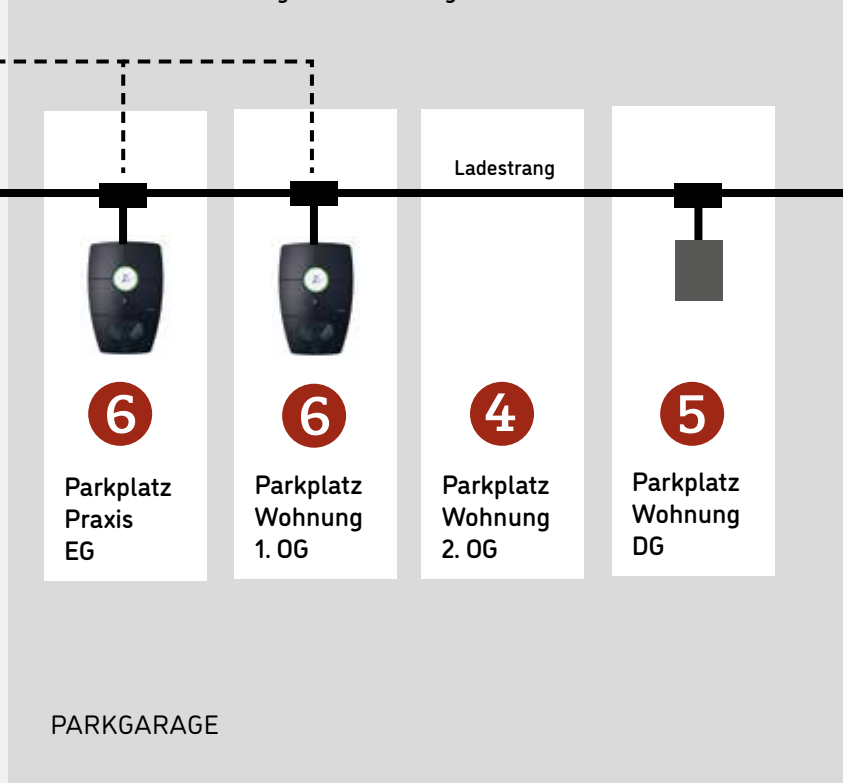 Ladestrang
6
6
4
5
Parkplatz
Praxis
EG
Parkplatz
Wohnung
1. OG
Parkplatz
Wohnung
2. OG
Parkplatz
Wohnung
DG
PARKGARAGE